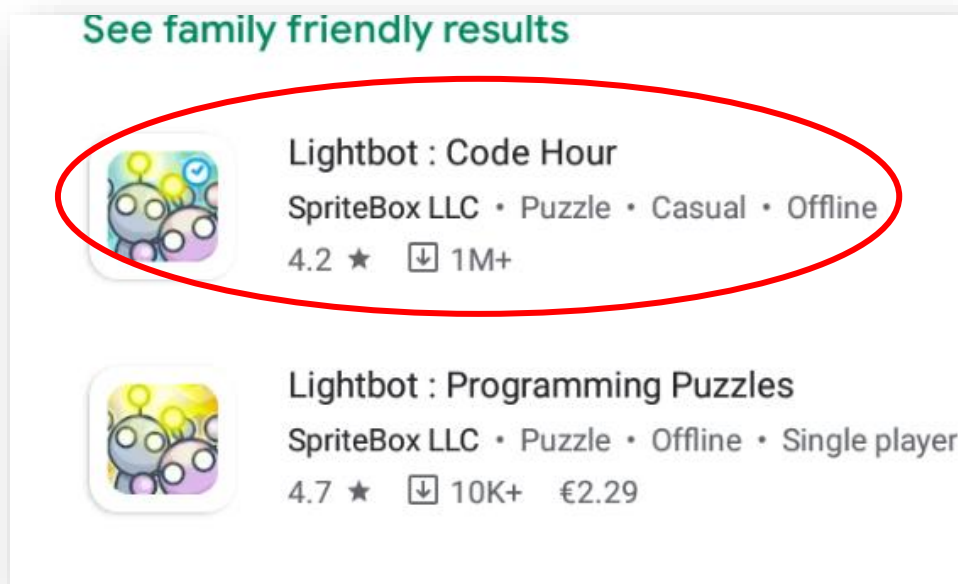 See family friendly results
Lightbot : Code Hour
SpriteBox LLC • Puzzle • Casual • Offline
4.2 ★ 1M+
Lightbot : Programming Puzzles
SpriteBox LLC • Puzzle • Offline • Single player
4.7 ★ 10K+ €2.29